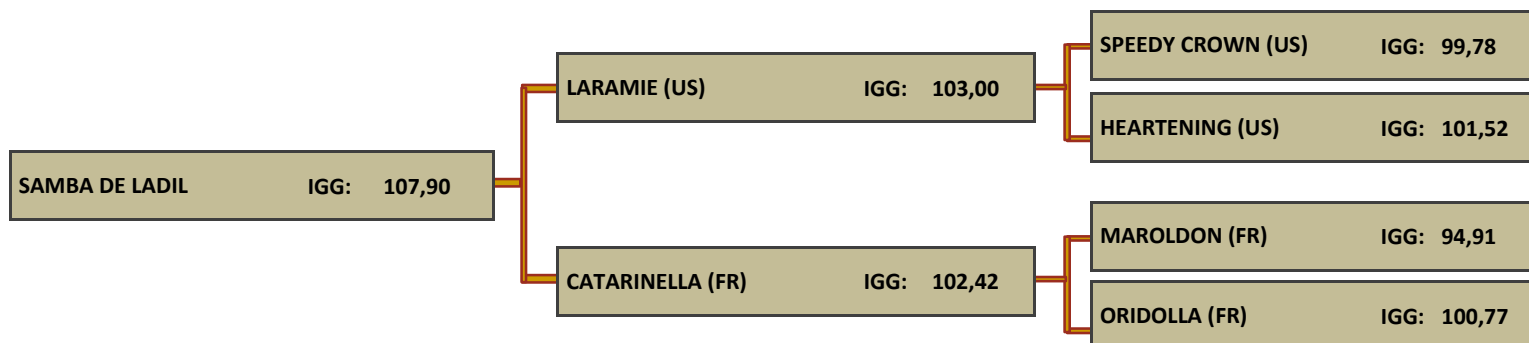 SPEEDY CROWN (US) IGG: 99,78
LARAMIE (US) IGG: 103,00
HEARTENING (US) IGG: 101,52
SAMBA DE LADIL IGG: 107,90
MAROLDON (FR) IGG: 94,91
CATARINELLA (FR) IGG: 102,42
ORIDOLLA (FR) IGG: 100,77